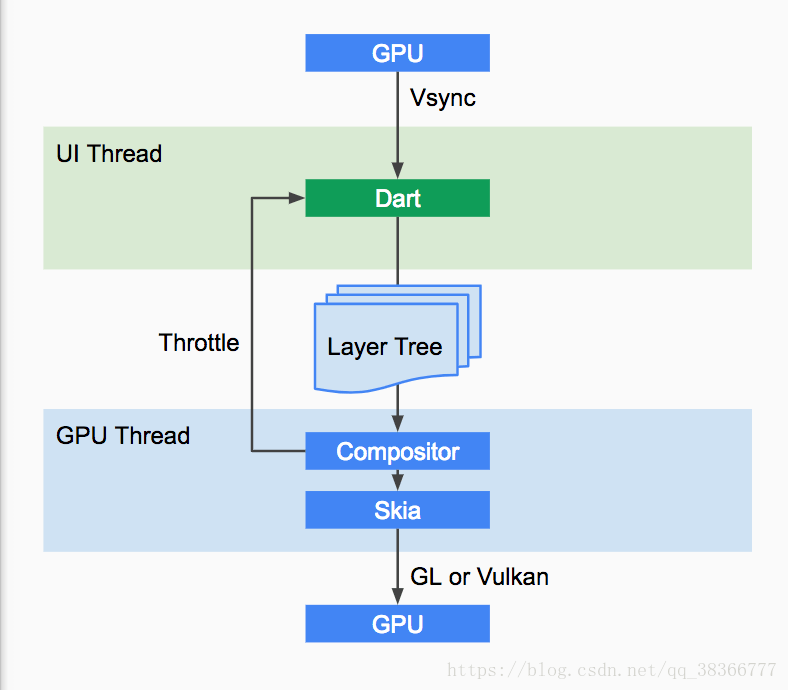 GPU
Vsync
UI Thread
Dart
Throttle
Layer Tree
GPU Thread
Compositor
Skia
GL or Vulkan
GPU
https://blog.csdn.net/qq_38366777